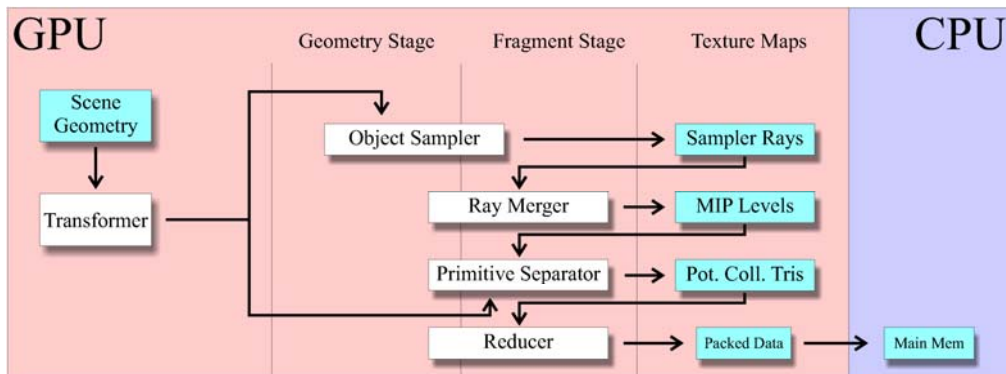 GPU
CPU
Geometry Stage
Fragment Stage
Texture Maps
Scene
Geometry
Object Sampler
Sampler Rays
Transformer
Ray Merger
MIP Levels
Primitive Separator
Pot. Coll. Tris
Reducer
Packed Data
Main Mem